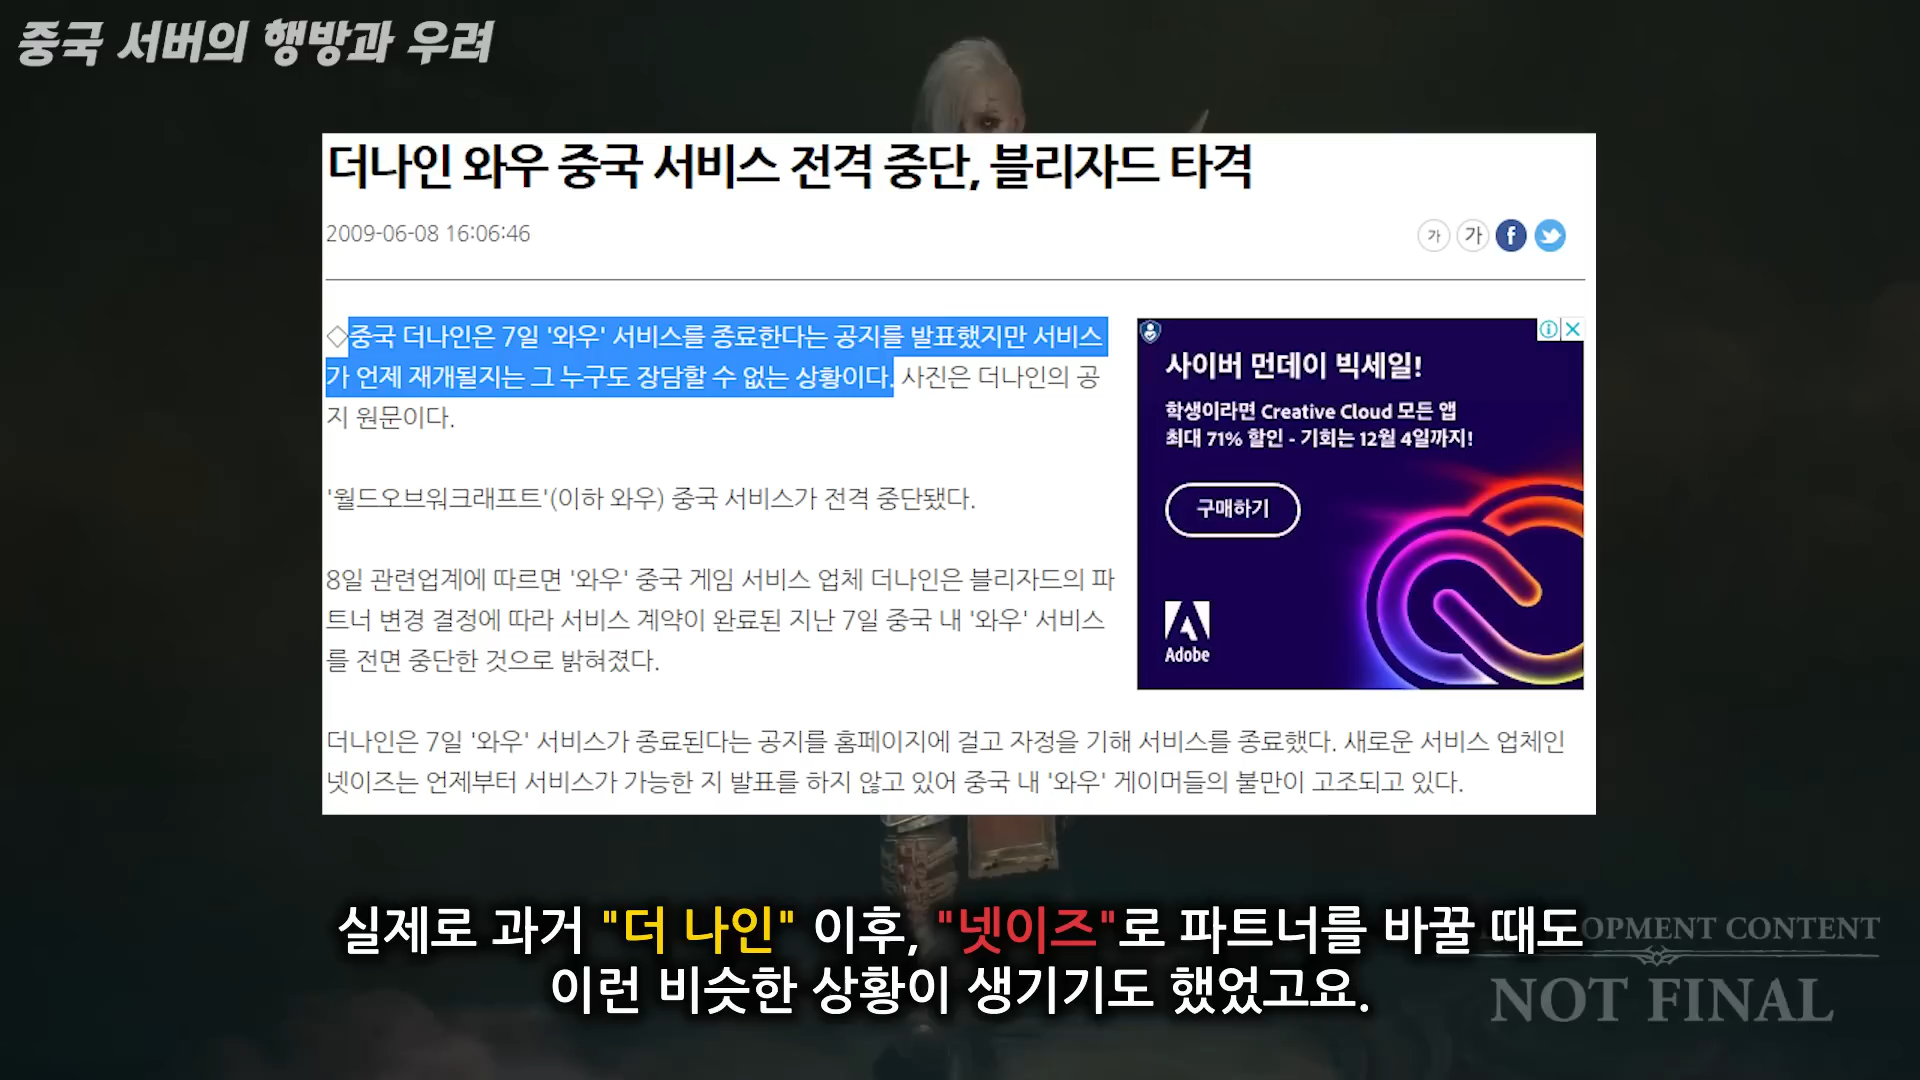 중국 서버의 행방과 우려
더나인 와우 중국 서비스 전격 중단, 블리자드 타격
2009-06-08 16:06:46
가 가 f
◇중국 더나인은 7일 '와우' 서비스를 종료한다는 공지를 발표했지만 서비스
가 언제 재개될지는 그 누구도 장담할 수 없는 상황이다. 사진은 더나인의 공
지 원문이다.
'월드오브워크래프트'(이하 와우) 중국 서비스가 전격 중단됐다.
8일 관련업계에 따르면 '와우' 중국 게임 서비스 업체 더나인은 블리자드의 파
트너 변경 결정에 따라 서비스 계약이 완료된 지난 7일 중국 내 '와우' 서비스
를 전면 중단한 것으로 밝혀졌다.
사이버 먼데이 빅세일!
학생이라면 Creative Cloud 모든 앱
최대 71% 할인 - 기회는 12월 4일까지!
구매하기
Adobe
더나인은 7일 '와우' 서비스가 종료된다는 공지를 홈페이지에 걸고 자정을 기해 서비스를 종료했다. 새로운 서비스 업체인
넷이즈는 언제부터 서비스가 가능한 지 발표를 하지 않고 있어 중국 내 '와우' 게이머들의 불만이 고조되고 있다.
실제로 과거 "더 나인" 이후, "넷이즈"로 파트너를 바꿀 때도
이런 비슷한 상황이 생기기도 했었고요.
OPMENT CONTENT
NOT FINAL